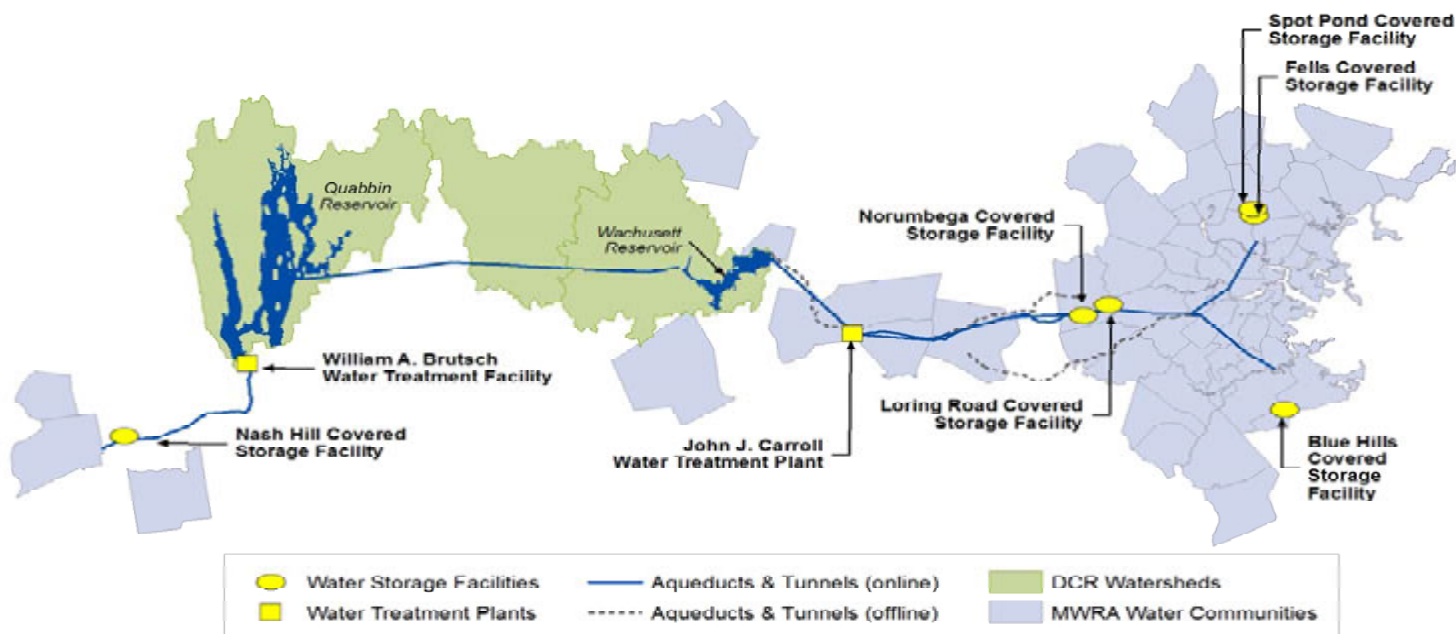 Spot Pond Covered
Storage Facility
Fells Covered
Storage Facility
Quabbin
Reservoir
Wachusett
Reservoir
Norumbega Covered
Storage Facility
William A. Brutsch
Water Treatment Facility
Nash Hill Covered
Storage Facility
John J. Carroll
Water Treatment Plant
Loring Road Covered
Storage Facility
Blue Hills
Covered
Storage
Facility
Water Storage Facilities
Aqueducts & Tunnels (online)
DCR Watersheds
Water Treatment Plants
Aqueducts & Tunnels (offline)
MWRA Water Communities